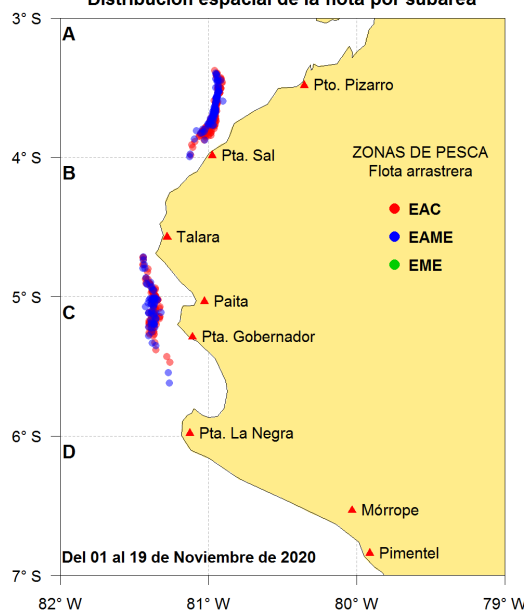 Distribución espacial de la flota por subárea
3° S
A
Pto. Pizarro
ZONAS DE PESCA
Flota arrastrera
Pta. Sal
4° S
B
EAC
Talara
EAME
EME
5° S
Paita
C
Pta. Gobernador
Pta. La Negra
6° S
D
Mórrope
Del 01 al 19 de Noviembre de 2020
Pimentel
7° S
82° W
81° W
80° W
79° W